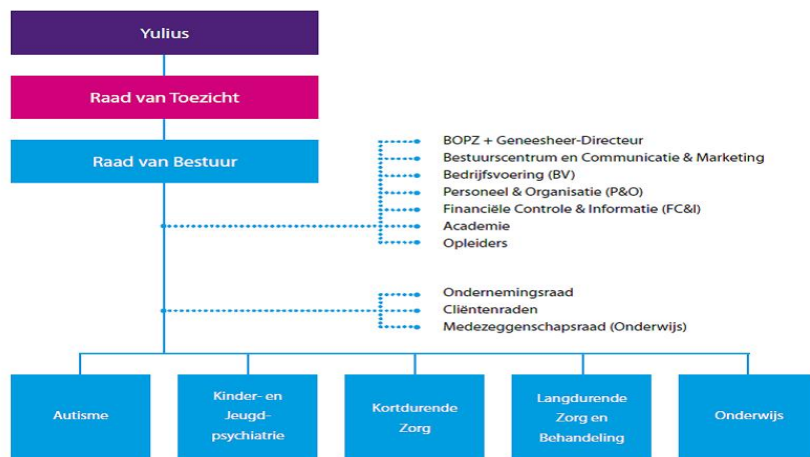 Yulius
Raad van Toezicht
Raad van Bestuur
BOPZ + Geneesheer-Directeur
Bestuurscentrum en Communicatie & Marketing
Bedrijfsvoering (BV)
Personeel & Organisatie (P&O)
Financiële Controle & Informatie (FC&I)
Academie
Opleiders
Ondernemingsraad
Cliëntenraden
Medezeggenschapsraad (Onderwijs)
Autisme
Kinder- en
Jeugd-
psychiatrie
Kortdurende
Zorg
Langdurende
Zorg en
Behandeling
Onderwijs